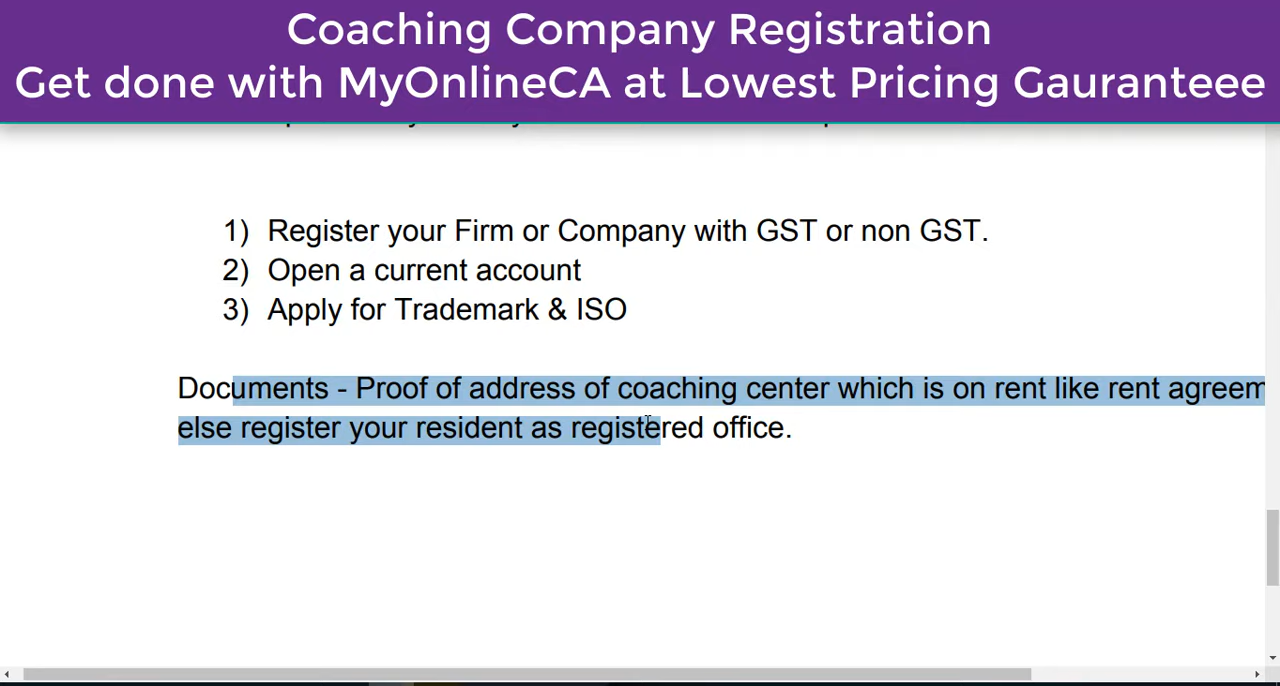 Coaching Company Registration
Get done with MyOnlineCA at Lowest Pricing Gauranteee
1) Register your Firm or Company with GST or non GST.
2) Open a current account
3) Apply for Trademark & ISO
Documents - Proof of address of coaching center which is on rent like rent agreem
else register your resident as registered office.